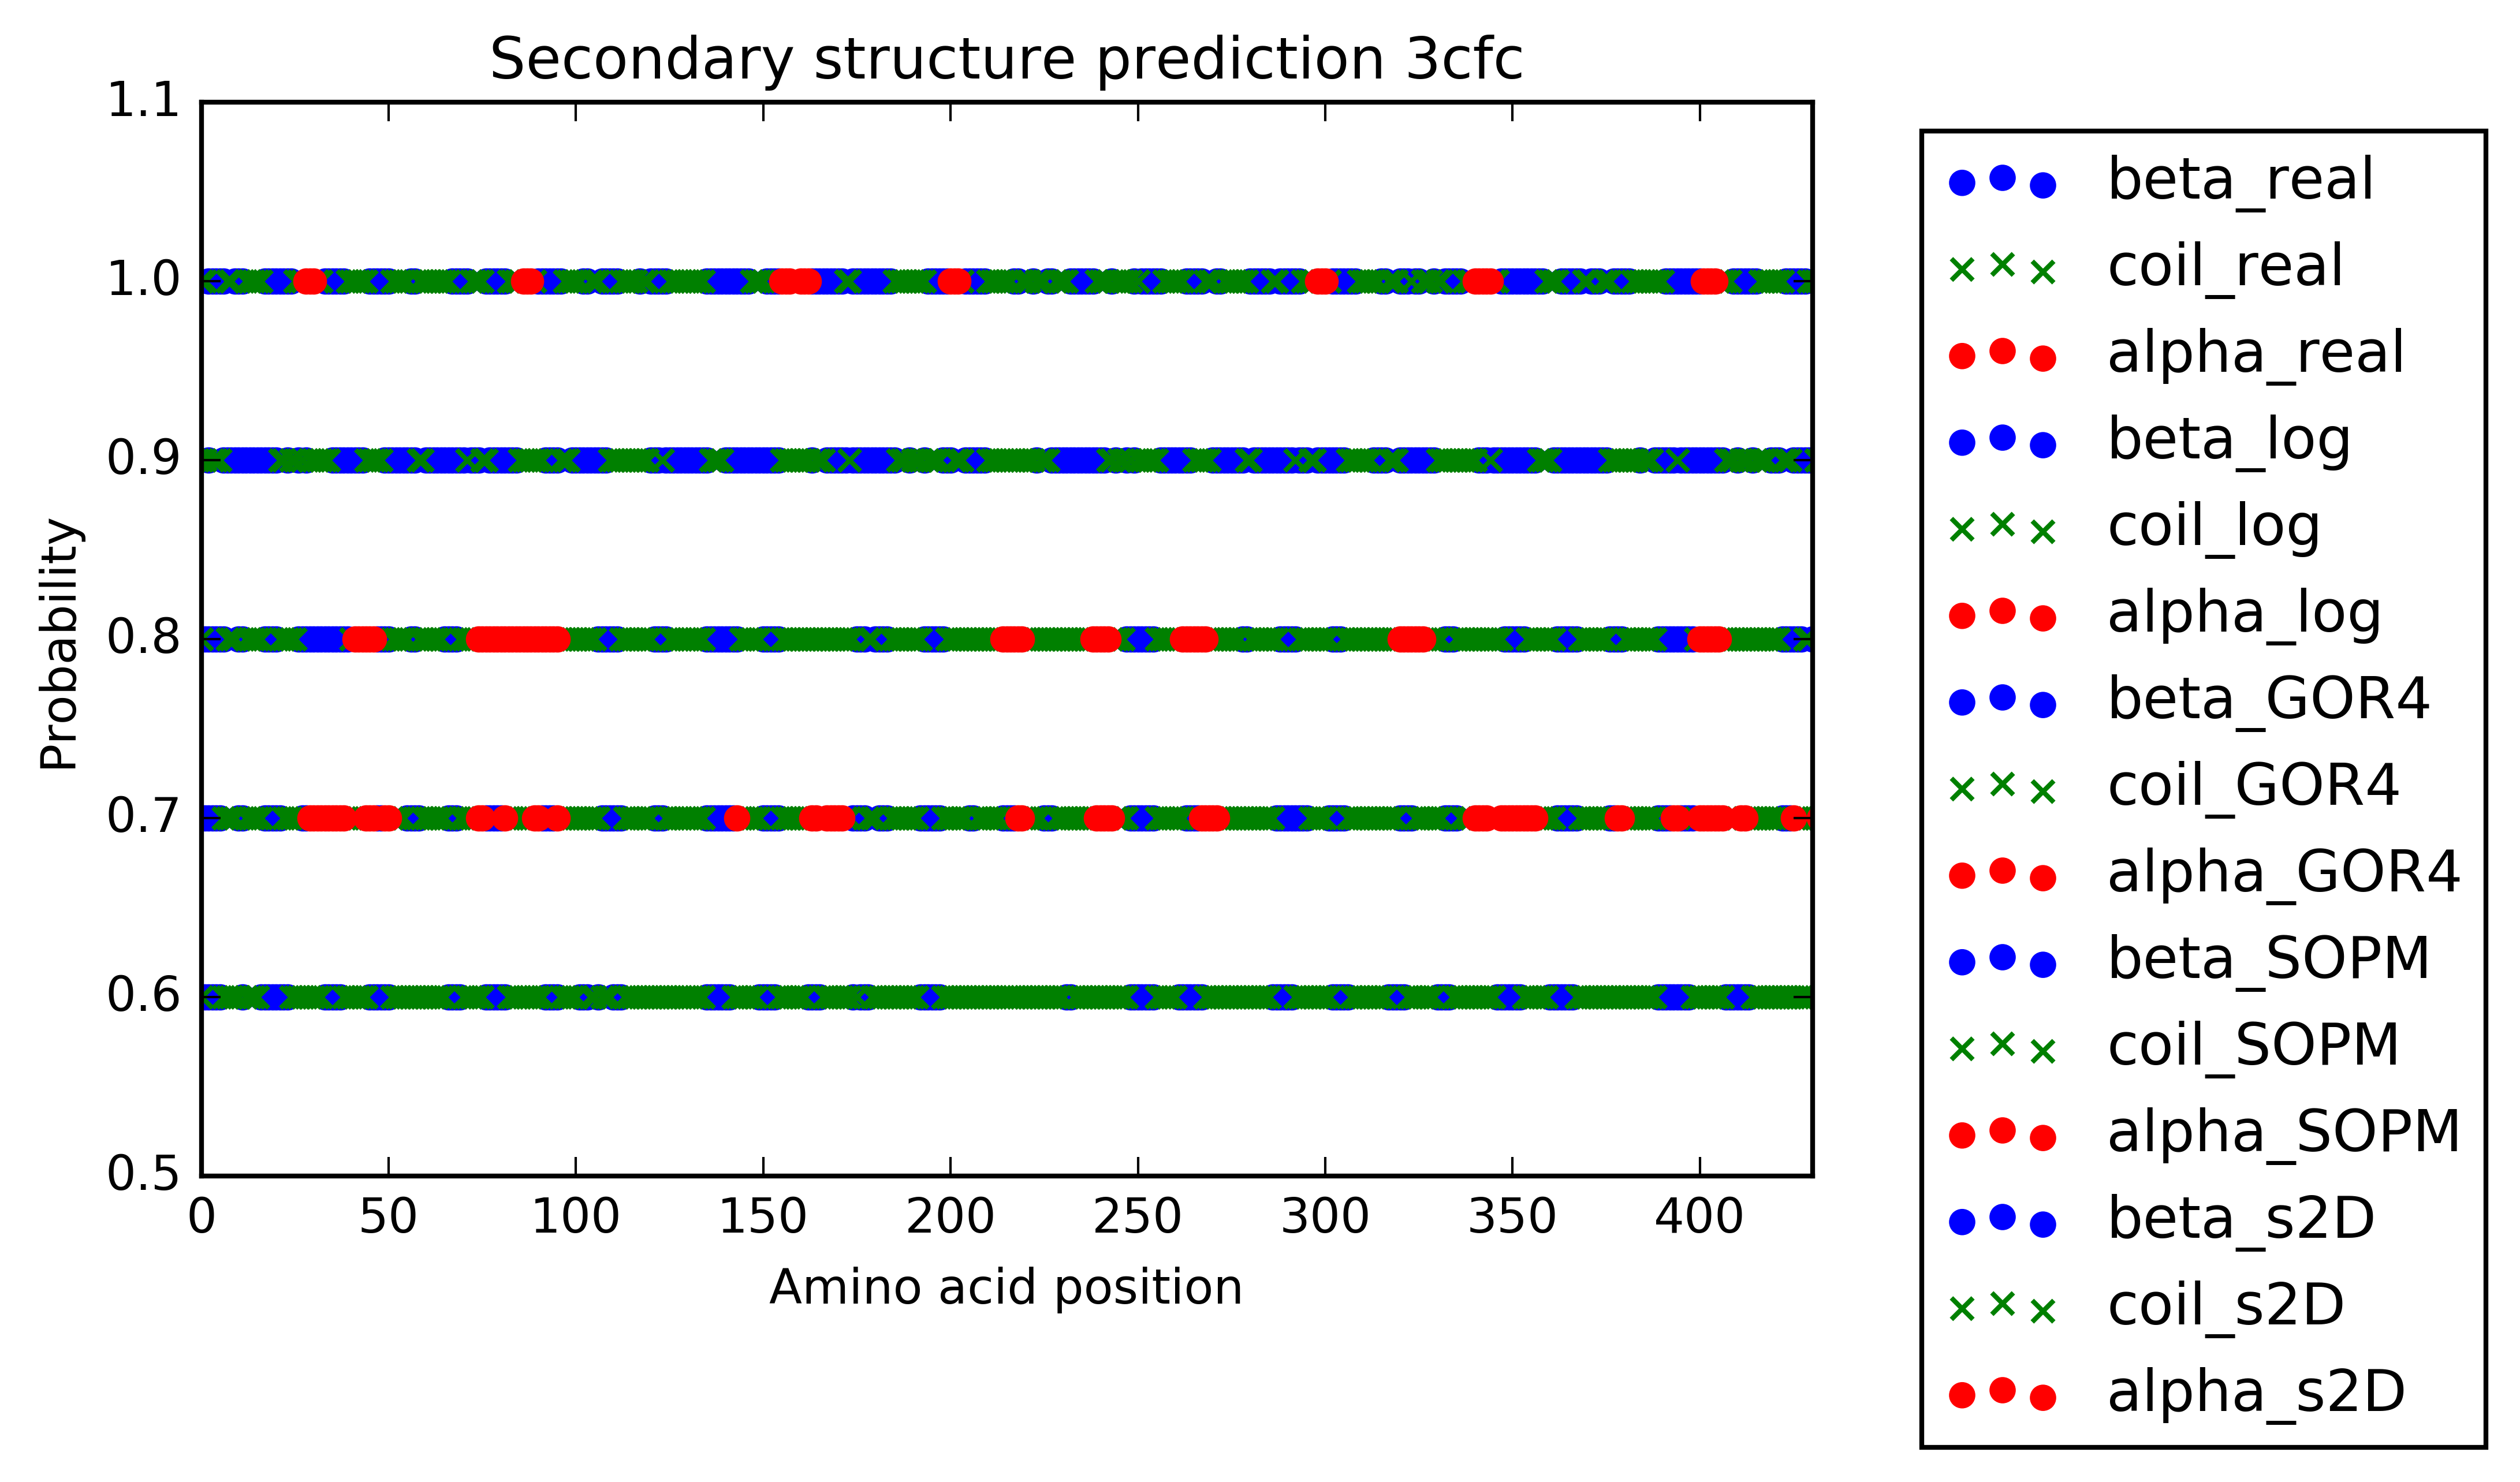 Secondary structure prediction 3cfc
1.1
1.0
0.9
0.8
0.7
0.6
0.5
Probability
0 50 100 150 200 250 300 350 400
Amino acid position
beta_real
coil_real
alpha_real
beta_log
coil_log
alpha_log
beta_GOR4
coil_GOR4
alpha_GOR4
beta_SOPM
coil_SOPM
alpha_SOPM
beta_s2D
coil_s2D
alpha_s2D